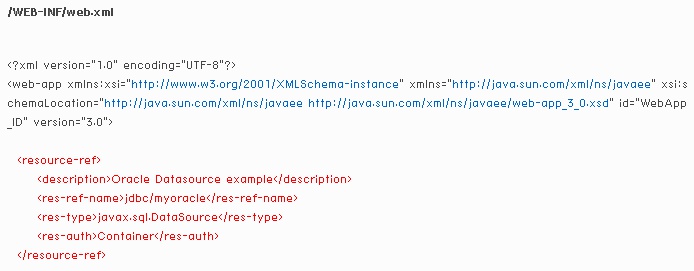 /WEB-INF/web.xml
<?xml version="1.0" encoding="UTF-8"?>
<web-app xmlns:xsi="http://www.w3.org/2001/XMLSchema-instance" xmlns="http://java.sun.com/xml/ns/javaee" xsi:s
chemaLocation="http://java.sun.com/xml/ns/javaee http://java.sun.com/xml/ns/javaee/web-app_3_0.xsd" id="WebApp
_ID" version="3.0">
<resource-ref>
<description>Oracle Datasource example</description>
<res-ref-name>jdbc/myoracle</res-ref-name>
<res-type>javax.sql.DataSource</res-type>
<res-auth>Container</res-auth>
</resource-ref>